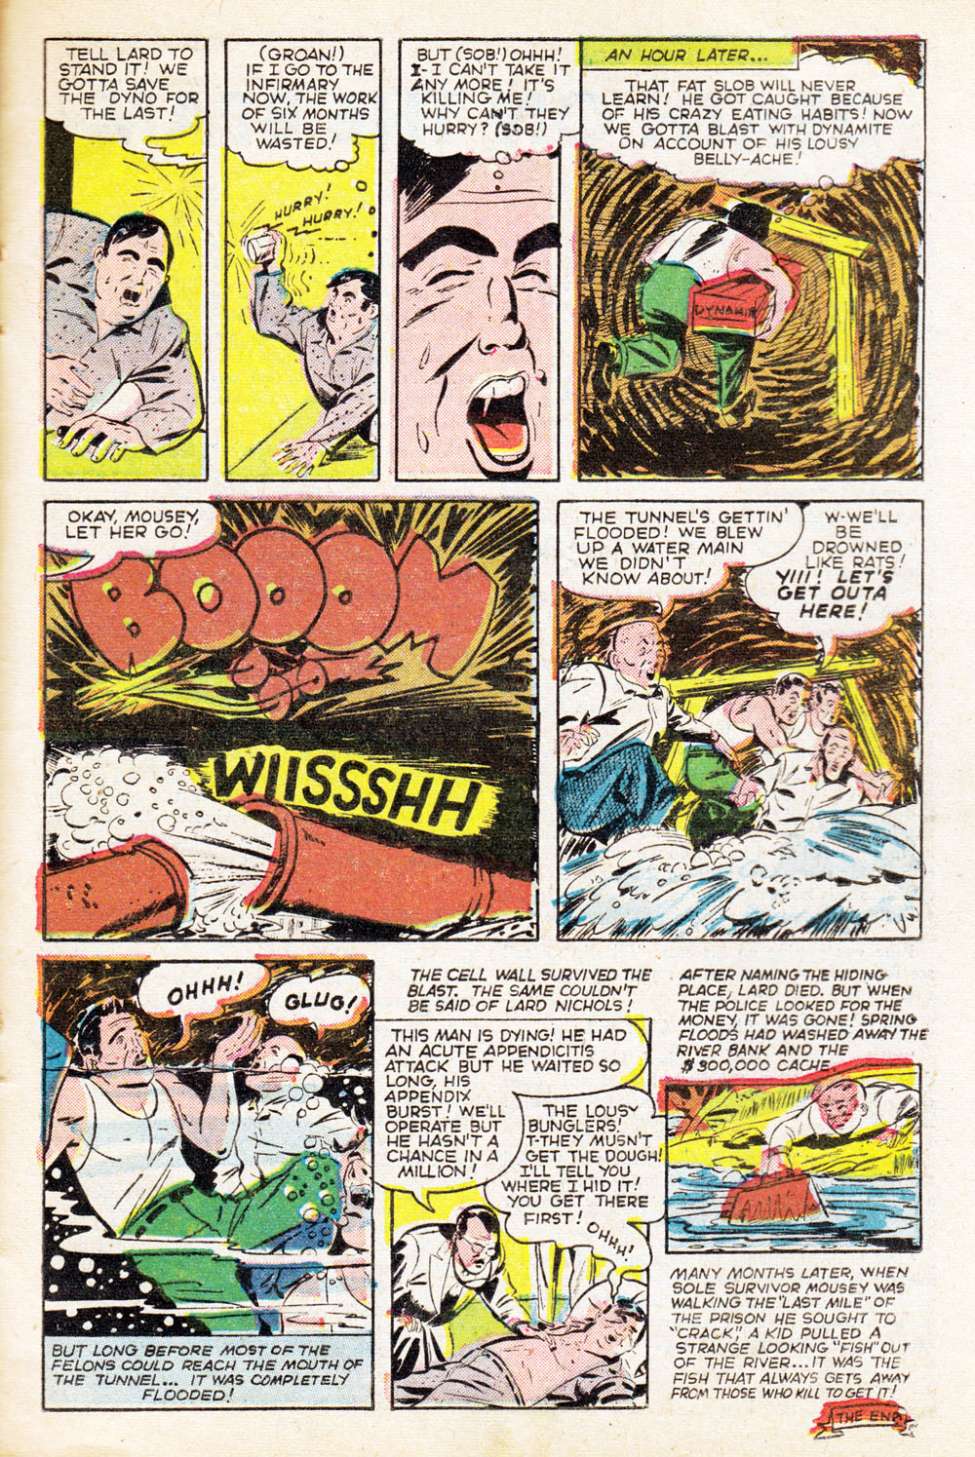 TELL LARD TO
STAND IT! WE
GOTTA SAVE
THE DYNO FOR
THE LAST!
(GROAN!)
IF I GO TO THE
INFIRMARY
NOW, THE WORK
OF SIX MONTHS
WILL BE
WASTED!
HURRY!
HURRY!
BUT (SOB!) OHHH!
I-I CAN'T TAKE IT
ANY MORE! IT'S
KILLING ME!
WHY CAN'T THEY
HURRY? (SOB!)
AN HOUR LATER...
THAT FAT SLOB WILL NEVER
LEARN! HE GOT CAUGHT BECAUSE
OF HIS CRAZY EATING HABITS! NOW
WE GOTTA BLAST WITH DYNAMITE
ON ACCOUNT OF HIS LOUSY
BELLY-ACHE!
OKAY, MOUSEY,
LET HER GO!
BOOOM
WIISSSHH
THE TUNNEL'S GETTIN'
FLOODED! WE BLEW
UP A WATER MAIN
WE DIDN'T
KNOW ABOUT!
W-WE'LL
BE
DROWNED
LIKE RATS!
YIII! LET'S
GET OUTA
HERE!
OHHH!
GLUG!
BUT LONG BEFORE MOST OF THE
FELONS COULD REACH THE MOUTH OF
THE TUNNEL... IT WAS COMPLETELY
FLOODED!
THE CELL WALL SURVIVED THE
BLAST. THE SAME COULDN'T
BE SAID OF LARD NICHOLS!
THIS MAN IS DYING! HE HAD
AN ACUTE APPENDICITIS
ATTACK BUT HE WAITED SO
LONG, HIS
APPENDIX
BURST! WE'LL
OPERATE BUT
HE HASN'T A
CHANCE IN A
MILLION!
THE LOUSY
BUNGLERS!
T-THEY MUSN'T
GET THE DOUGH!
I'LL TELL YOU
WHERE I HID IT!
YOU GET THERE
FIRST!
OHHH!
AFTER NAMING THE HIDING
PLACE, LARD DIED. BUT WHEN
THE POLICE LOOKED FOR THE
MONEY, IT WAS GONE! SPRING
FLOODS HAD WASHED AWAY THE
RIVER BANK AND THE
$300,000 CACHE.
MANY MONTHS LATER, WHEN
SOLE SURVIVOR MOUSEY WAS
WALKING THE "LAST MILE" OF
THE PRISON HE SOUGHT TO
"CRACK," A KID PULLED A
STRANGE LOOKING "FISH" OUT
OF THE RIVER... IT WAS THE
FISH THAT ALWAYS GETS AWAY
FROM THOSE WHO KILL TO GET IT!
THE END